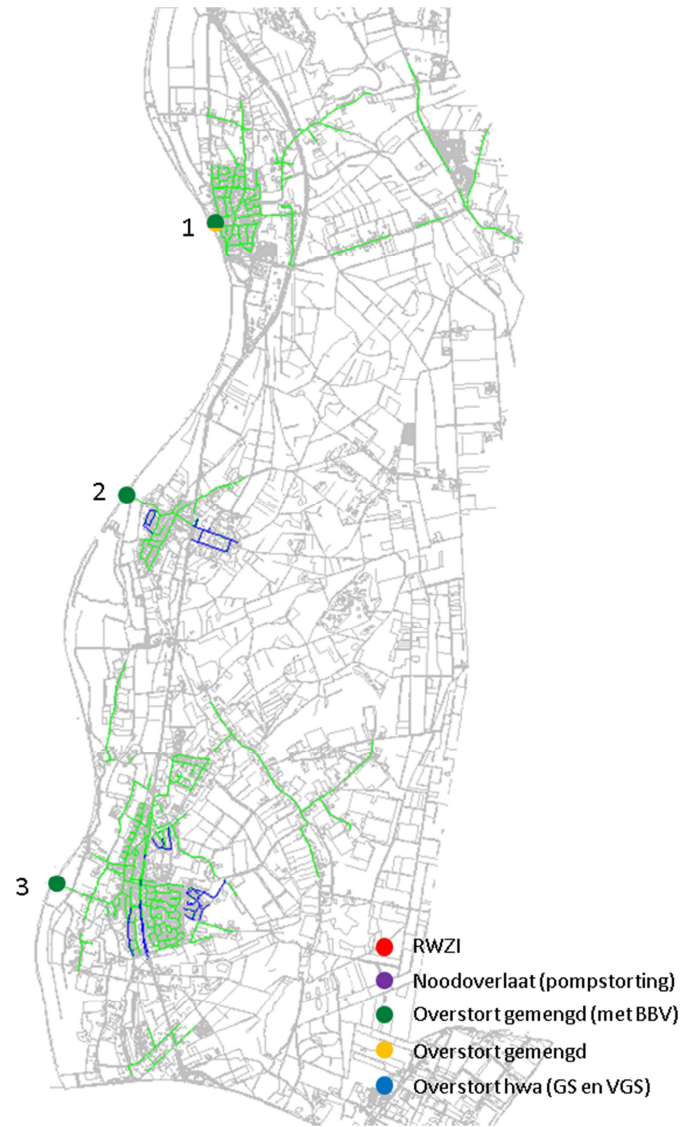 1
2
3
RWZI
Noodoverlaat (pompstorting)
Overstort gemengd (met BBV)
Overstort gemengd
Overstort hwa (GS en VGS)